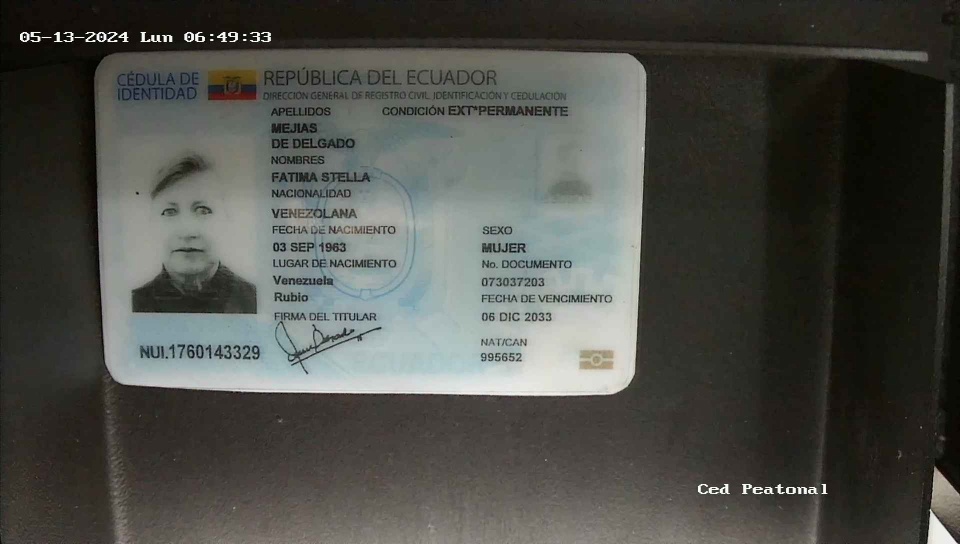 05-13-2024 Lun 06:49:33
CÉDULA DE IDENTIDAD
REPÚBLICA DEL ECUADOR
DIRECCIÓN GENERAL DE REGISTRO CIVIL, IDENTIFICACIÓN Y CEDULACIÓN
APELLIDOS
CONDICIÓN EXT*PERMANENTE
MEJIAS
DE DELGADO
NOMBRES
FATIMA STELLA
NACIONALIDAD
VENEZOLANA
FECHA DE NACIMIENTO
03 SEP 1963
LUGAR DE NACIMIENTO
Venezuela
Rubio
FIRMA DEL TITULAR
SEXO
MUJER
No. DOCUMENTO
073037203
FECHA DE VENCIMIENTO
06 DIC 2033
NAT/CAN
995652
NUI.1760143329
Ced Peatonal